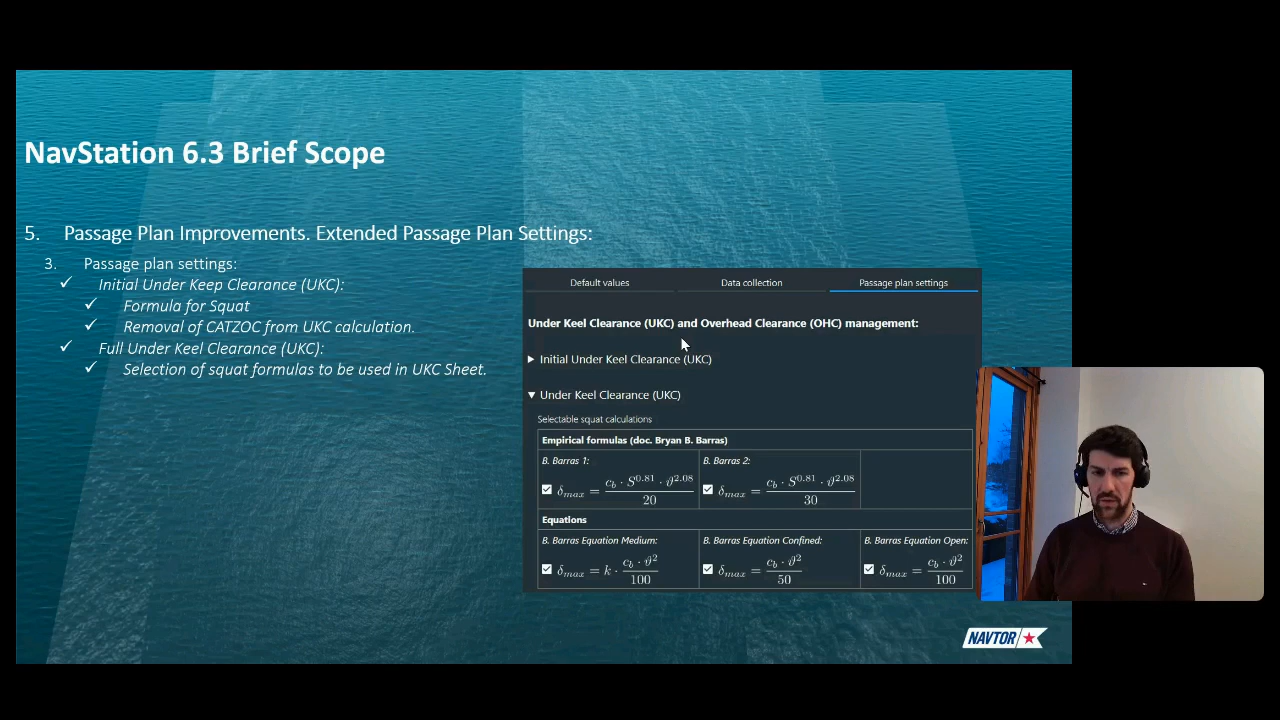 NavStation 6.3 Brief Scope
5. Passage Plan Improvements. Extended Passage Plan Settings:
3. Passage plan settings:
✓ Initial Under Keep Clearance (UKC):
✓ Formula for Squat
✓ Removal of CATZOC from UKC calculation.
✓ Full Under Keel Clearance (UKC):
✓ Selection of squat formulas to be used in UKC Sheet.
Default values Data collection Passage plan settings
Under Keel Clearance (UKC) and Overhead Clearance (OHC) management:
Initial Under Keel Clearance (UKC)
Under Keel Clearance (UKC)
Selectable squat calculations
Empirical formulas (doc. Bryan B. Barras)
B. Barras 1: B. Barras 2:
δmax = cb · S^0.81 · ϑ^2.08 / 20 δmax = cb · S^0.81 · ϑ^2.08 / 30
Equations
B. Barras Equation Medium: B. Barras Equation Confined: B. Barras Equation Open:
δmax = k · cb · ϑ² / 100 δmax = cb · ϑ² / 50 δmax = cb · ϑ² / 100
NAVTOR